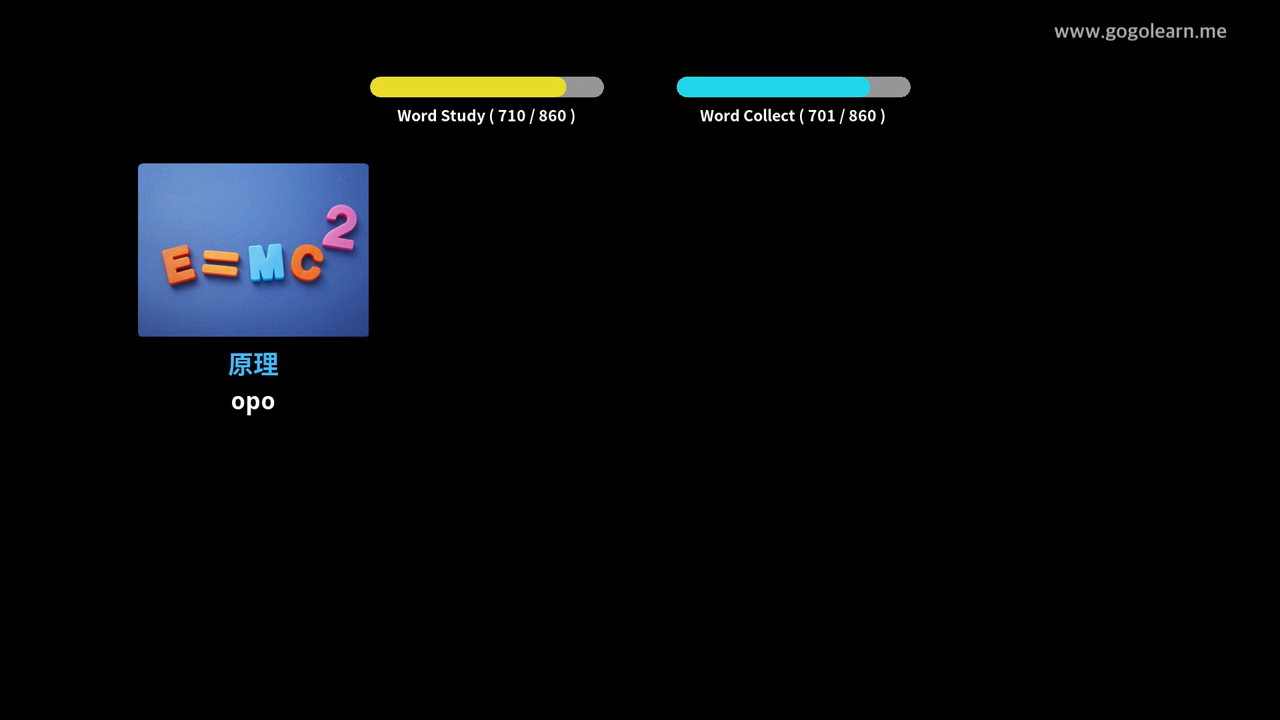 www.gogolearn.me
Word Study ( 710 / 860 )
Word Collect ( 701 / 860 )
E=MC2
原理
opo